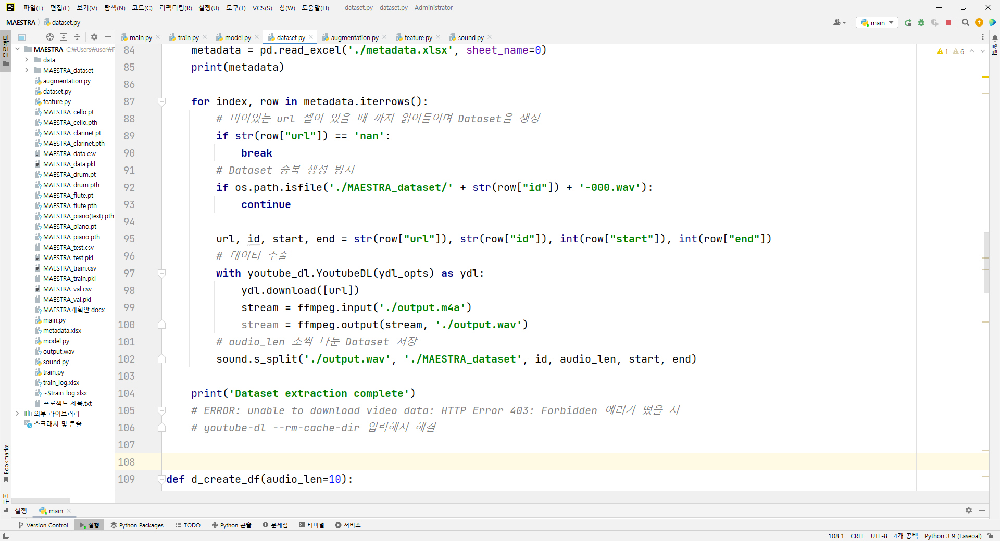 파일(F) 편집(E) 보기(V) 탐색(N) 코드(C) 리팩터링(R) 실행(U) 도구(T) VCS(S) 창(W) 도움말(H) dataset.py - dataset.py - Administrator
MAESTRA dataset.py main
... main.py train.py model.py dataset.py augmentation.py feature.py sound.py
프로젝트
알림
MAESTRA C:₩Users₩user₩P
data
MAESTRA_dataset
augmentation.py
dataset.py
feature.py
MAESTRA_cello.pt
MAESTRA_cello.pth
MAESTRA_clarinet.pt
MAESTRA_clarinet.pth
MAESTRA_data.csv
MAESTRA_data.pkl
MAESTRA_drum.pt
MAESTRA_drum.pth
MAESTRA_flute.pt
MAESTRA_flute.pth
MAESTRA_piano(test).pth
MAESTRA_piano.pt
MAESTRA_piano.pth
MAESTRA_test.csv
MAESTRA_test.pkl
MAESTRA_train.csv
MAESTRA_train.pkl
MAESTRA_val.csv
MAESTRA_val.pkl
MAESTRA계획안.docx
main.py
metadata.xlsx
model.py
output.wav
sound.py
train.py
train_log.xlsx
~$train_log.xlsx
프로젝트 제목.txt
외부 라이브러리
스크래치 및 콘솔
Bookmarks
구조
1 6
84 metadata = pd.read_excel('./metadata.xlsx', sheet_name=0)
85 print(metadata)
86
87 for index, row in metadata.iterrows():
88 # 비어있는 url 셀이 있을 때 까지 읽어들이며 Dataset을 생성
89 if str(row["url"]) == 'nan':
90 break
91 # Dataset 중복 생성 방지
92 if os.path.isfile('./MAESTRA_dataset/' + str(row["id"]) + '-000.wav'):
93 continue
94
95 url, id, start, end = str(row["url"]), str(row["id"]), int(row["start"]), int(row["end"])
96 # 데이터 추출
97 with youtube_dl.YoutubeDL(ydl_opts) as ydl:
98 ydl.download([url])
99 stream = ffmpeg.input('./output.m4a')
100 stream = ffmpeg.output(stream, './output.wav')
101 # audio_len 초씩 나눈 Dataset 저장
102 sound.s_split('./output.wav', './MAESTRA_dataset', id, audio_len, start, end)
103
104 print('Dataset extraction complete')
105 # ERROR: unable to download video data: HTTP Error 403: Forbidden 에러가 떴을 시
106 # youtube-dl --rm-cache-dir 입력해서 해결
107
108
109 def d_create_df(audio_len=10):
실행: main
Version Control 실행 Python Packages TODO Python 콘솔 문제점 터미널 서비스
108:1 CRLF UTF-8 4개 공백 Python 3.9 (Laseoal)